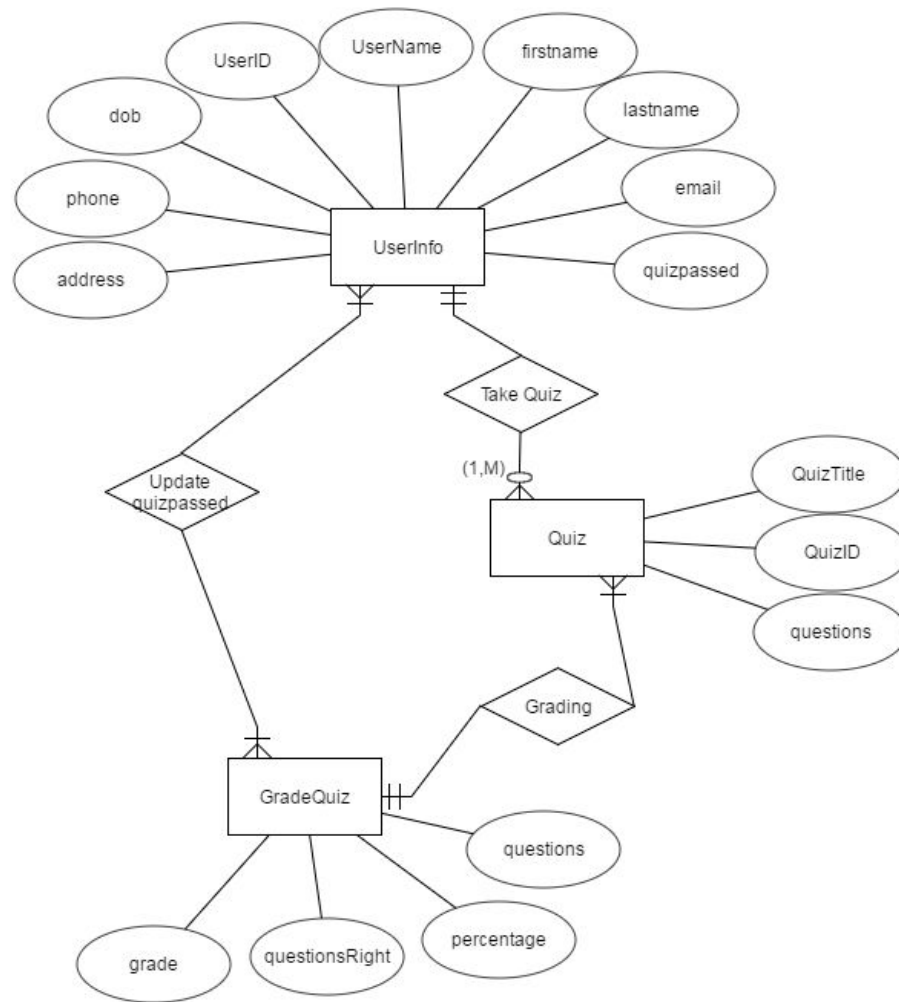 UserName
firstname
UserID
lastname
dob
email
phone
UserInfo
quizpassed
address
Take Quiz
(1,M)
QuizTitle
Update
quizpassed
Quiz
QuizID
questions
Grading
GradeQuiz
questions
percentage
questionsRight
grade